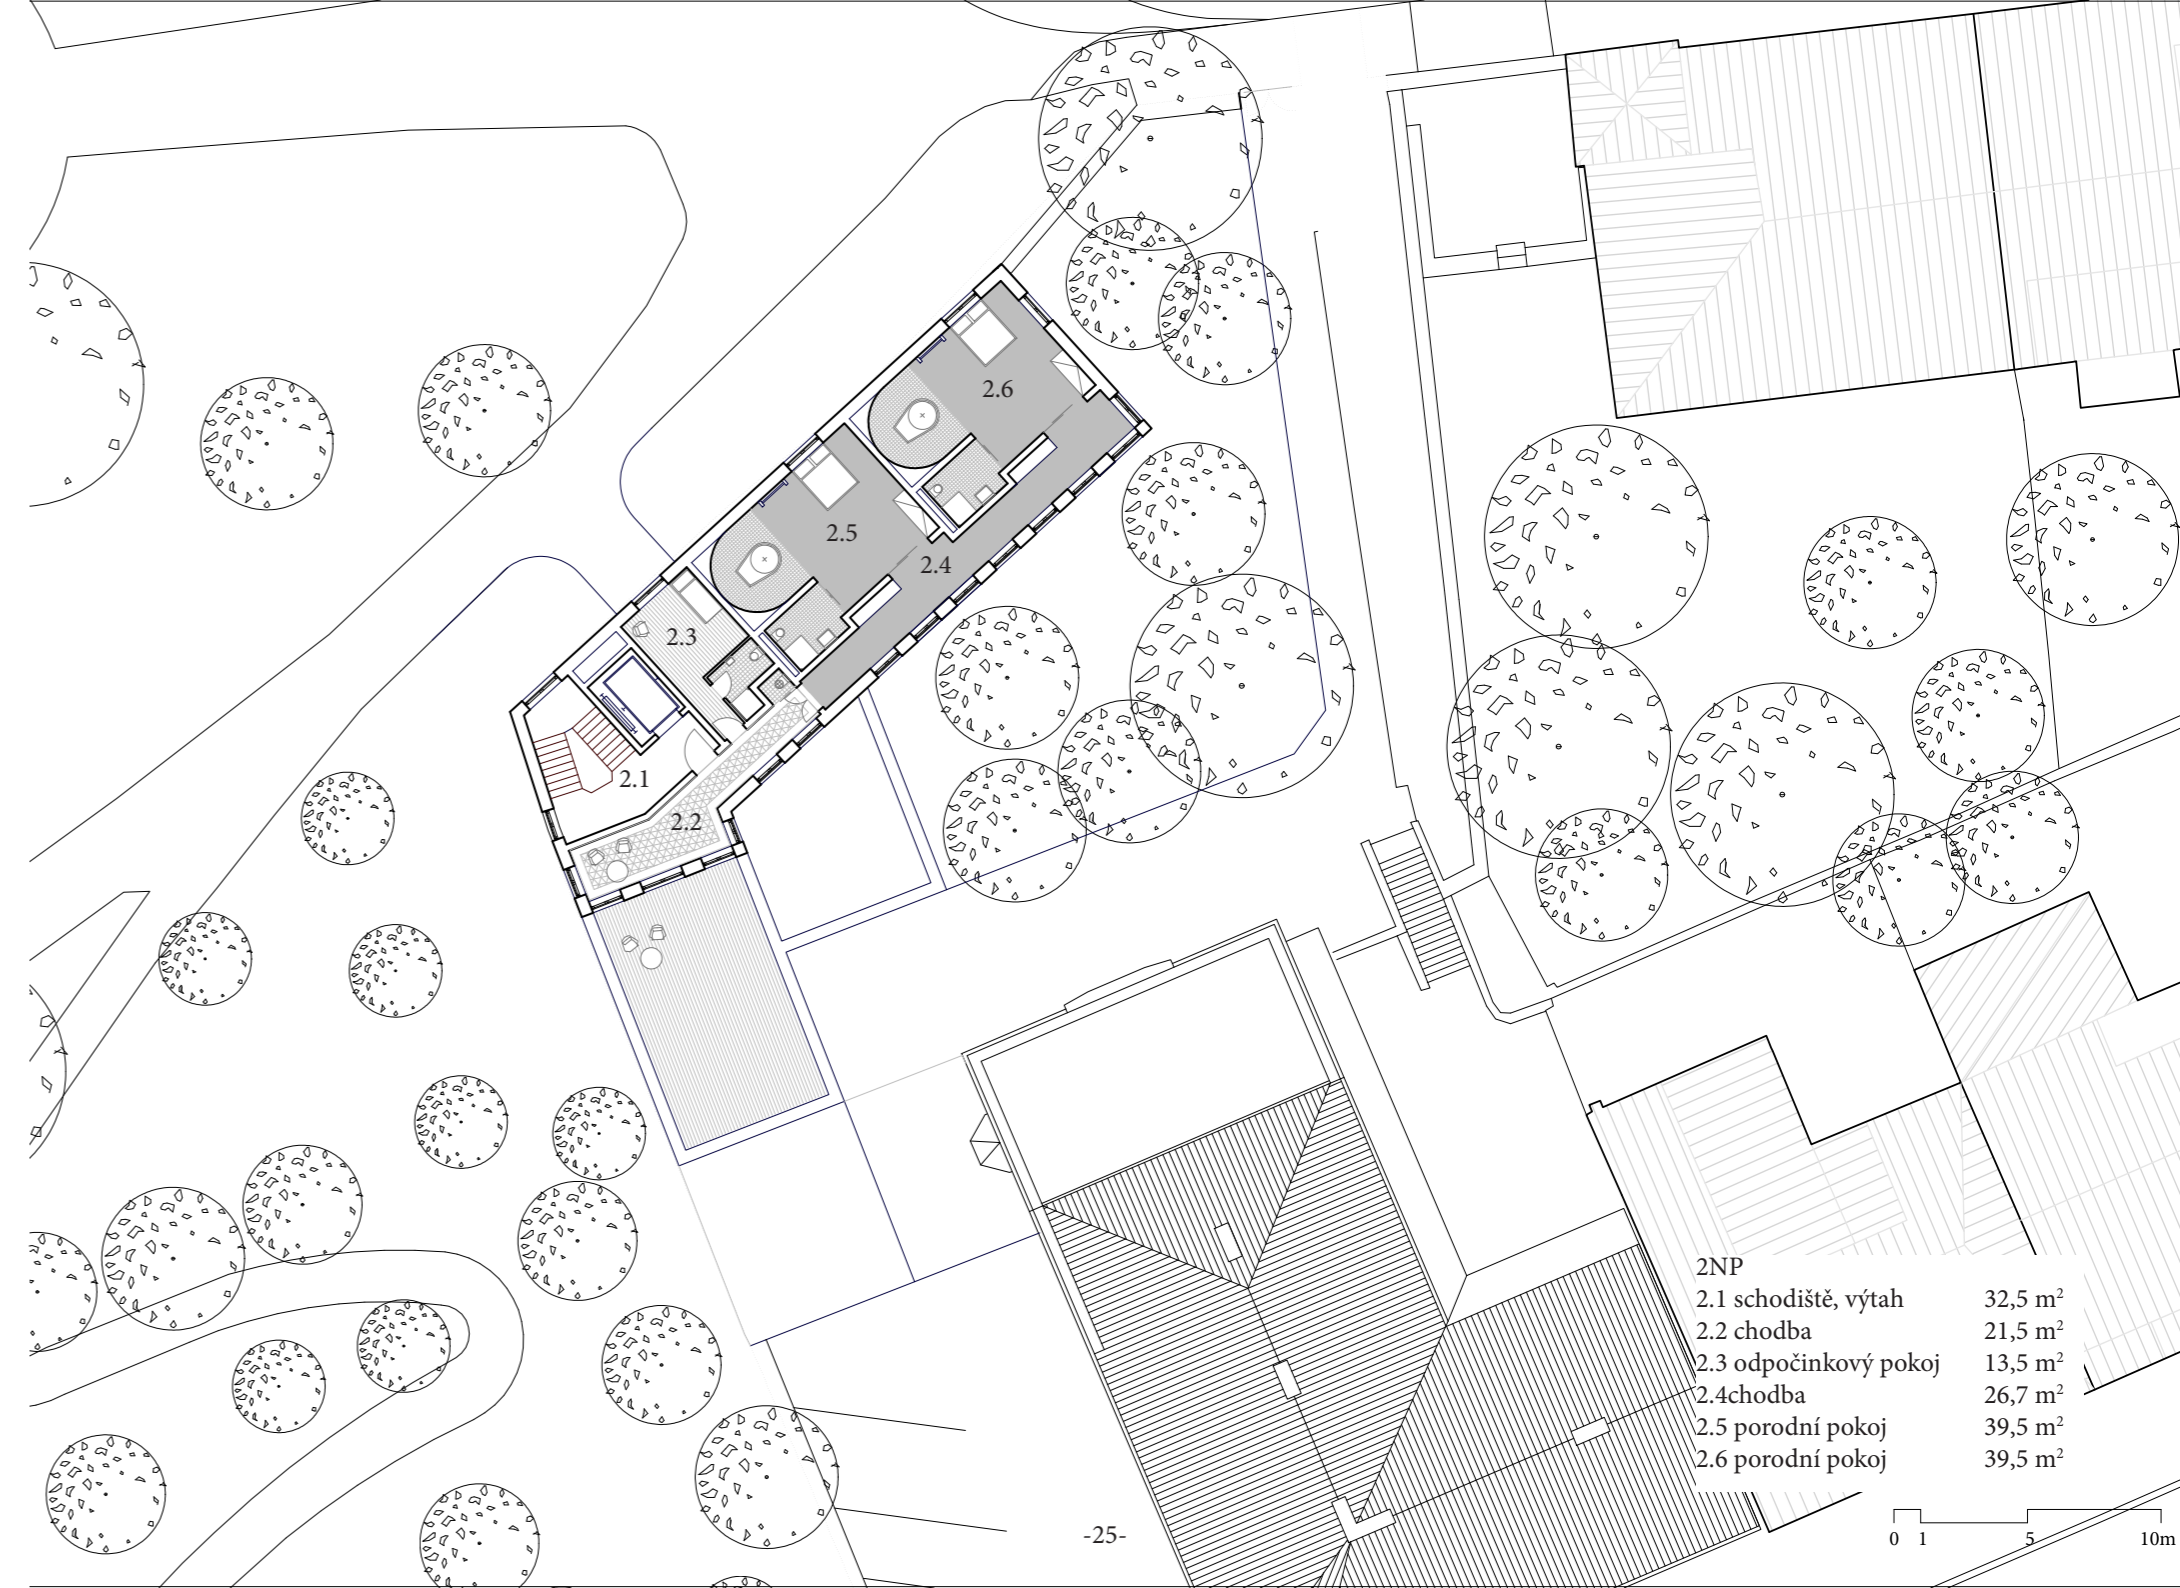 2.6
2.5
2.4
2.3
2.1
2.2
2NP
2.1 schodiště, výtah 32,5 m²
2.2 chodba 21,5 m²
2.3 odpočinkový pokoj 13,5 m²
2.4chodba 26,7 m²
2.5 porodní pokoj 39,5 m²
2.6 porodní pokoj 39,5 m²
0 1 5 10m
-25-